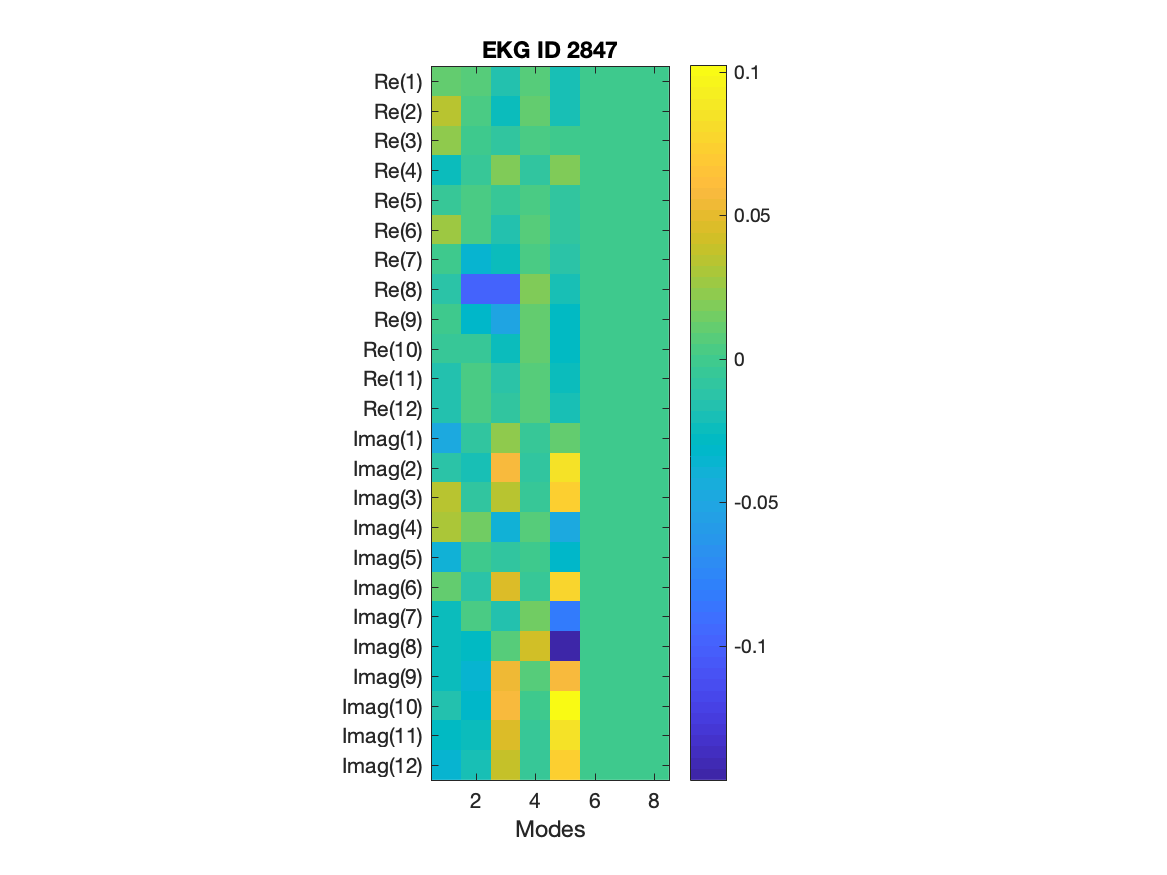 EKG ID 2847
Re(1)
Re(2)
Re(3)
Re(4)
Re(5)
Re(6)
Re(7)
Re(8)
Re(9)
Re(10)
Re(11)
Re(12)
Imag(1)
Imag(2)
Imag(3)
Imag(4)
Imag(5)
Imag(6)
Imag(7)
Imag(8)
Imag(9)
Imag(10)
Imag(11)
Imag(12)
2 4 6 8
Modes
0.1
0.05
0
-0.05
-0.1